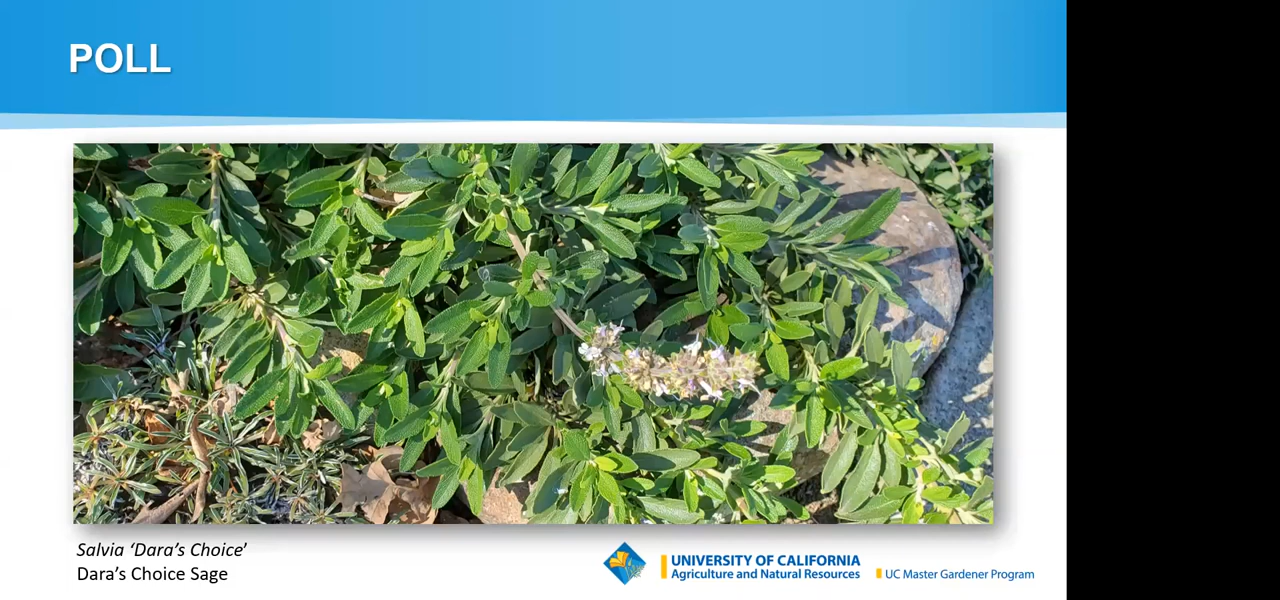 POLL
Salvia ‘Dara’s Choice’
Dara’s Choice Sage
UNIVERSITY OF CALIFORNIA
Agriculture and Natural Resources
UC Master Gardener Program